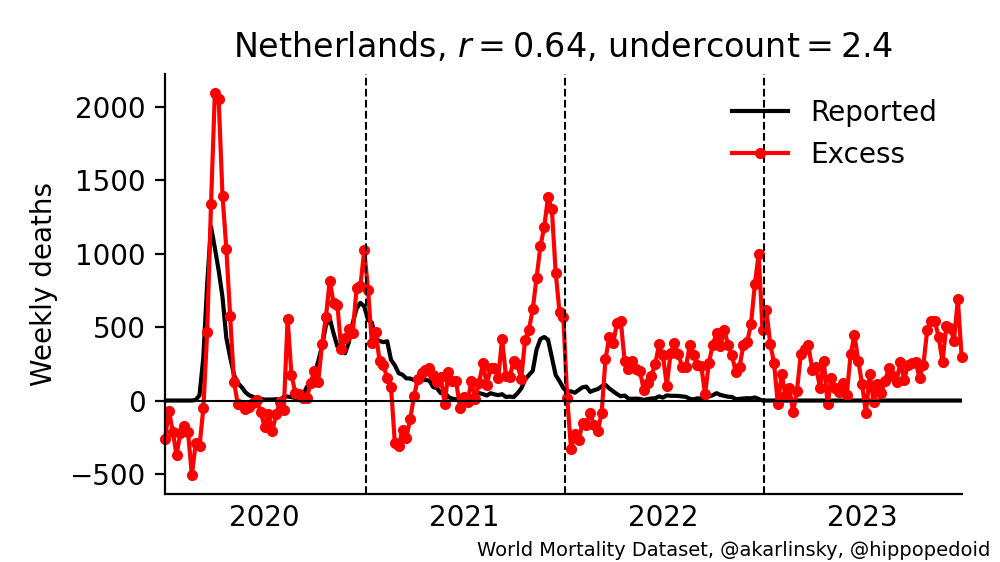 Netherlands, r = 0.64, undercount = 2.4
Weekly deaths
2000
1500
1000
500
0
−500
Reported
Excess
2020 2021 2022 2023
World Mortality Dataset, @akarlinsky, @hippopedoid